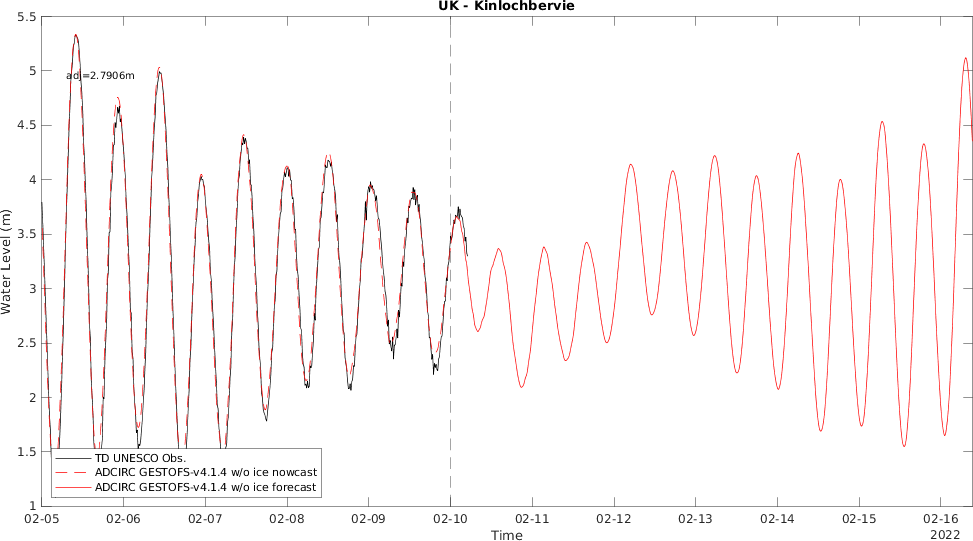 UK - Kinlochbervie
5.5
5
4.5
4
3.5
3
2.5
2
1.5
1
Water Level (m)
adj=2.7906m
TD UNESCO Obs.
ADCIRC GESTOFS-v4.1.4 w/o ice nowcast
ADCIRC GESTOFS-v4.1.4 w/o ice forecast
02-05 02-06 02-07 02-08 02-09 02-10 02-11 02-12 02-13 02-14 02-15 02-16
Time
2022